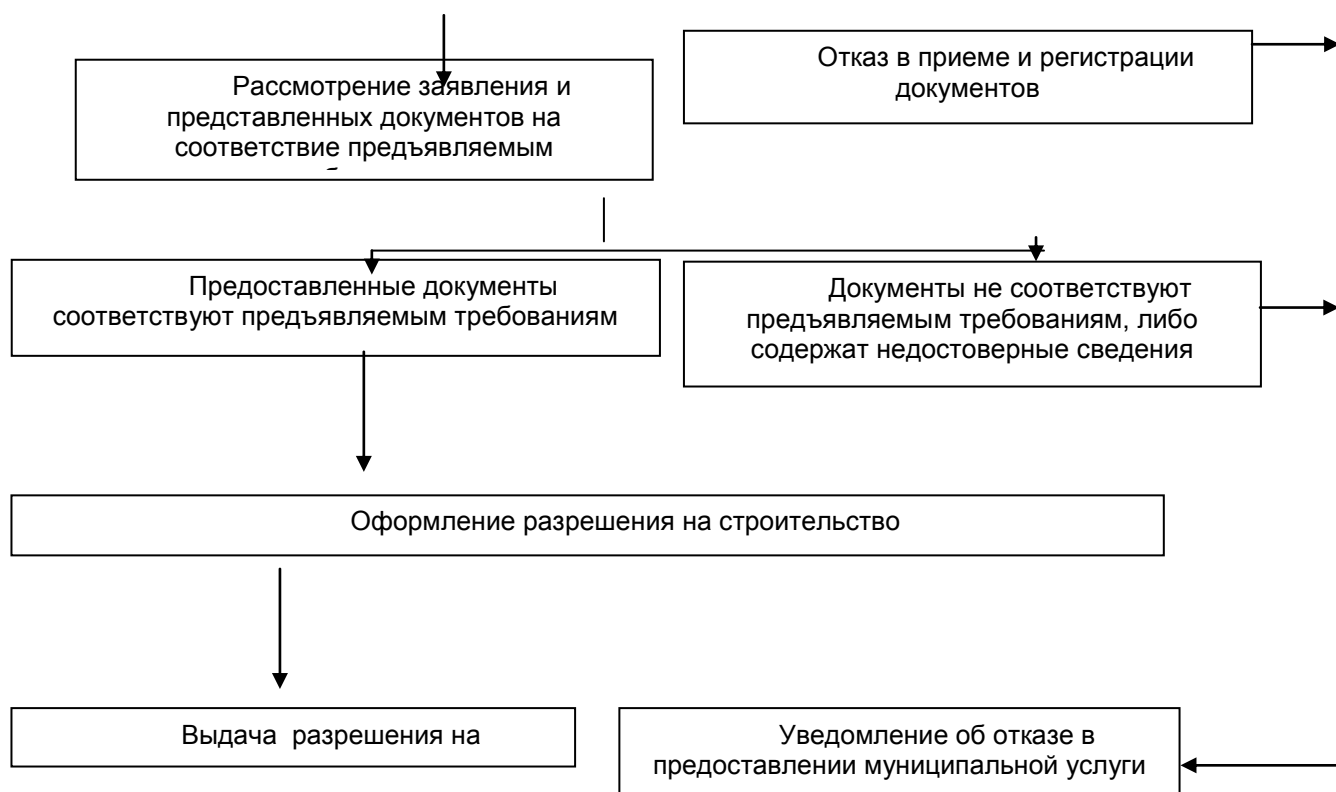 Отказ в приеме и регистрации
документов
Рассмотрение заявления и
представленных документов на
соответствие предъявляемым
Предоставленные документы
соответствуют предъявляемым требованиям
Документы не соответствуют
предъявляемым требованиям, либо
содержат недостоверные сведения
Оформление разрешения на строительство
Выдача разрешения на
Уведомление об отказе в
предоставлении муниципальной услуги